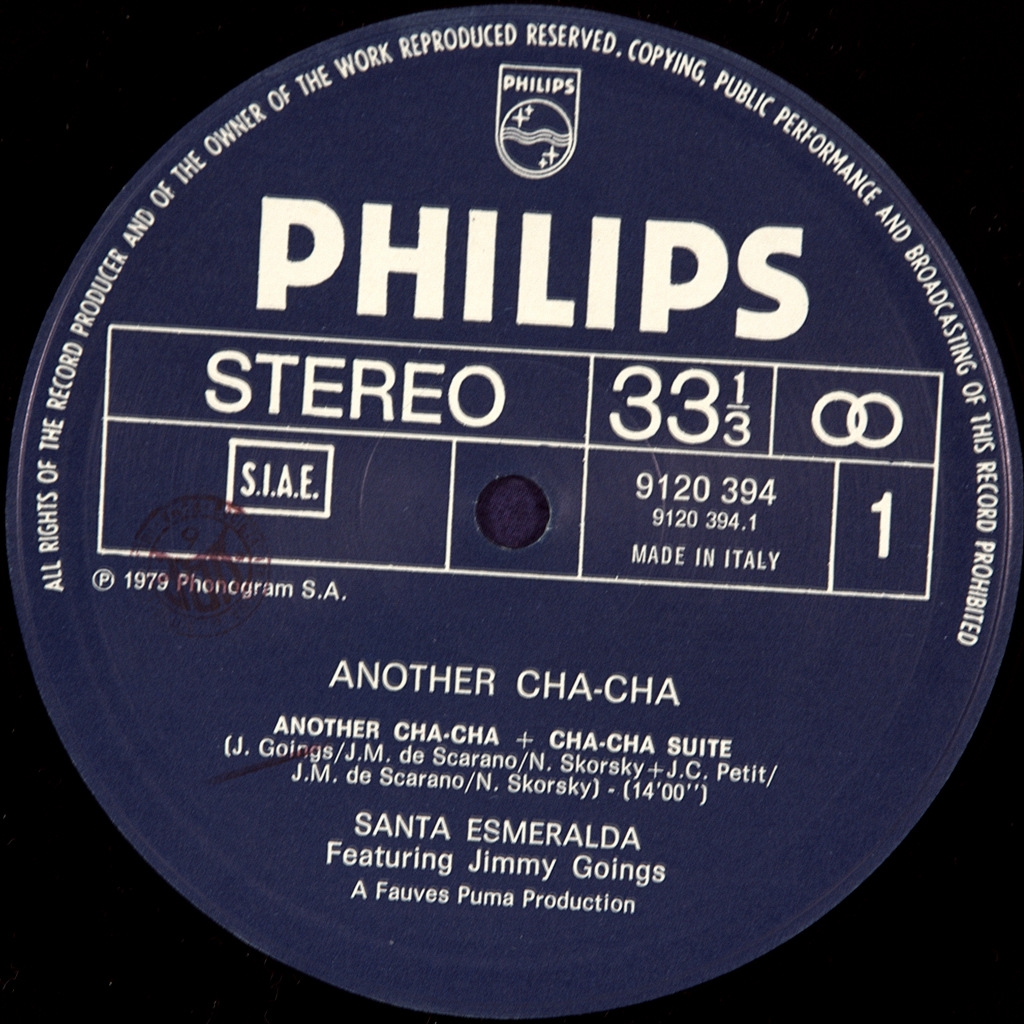 ALL RIGHTS OF THE RECORD PRODUCER AND OF THE OWNER OF THE WORK REPRODUCED RESERVED. COPYING, PUBLIC PERFORMANCE AND BROADCASTING OF THIS RECORD PROHIBITED
PHILIPS
PHILIPS
STEREO
33 1/3
S.I.A.E.
9120 394
9120 394.1
MADE IN ITALY
1
℗ 1979 Phonogram S.A.
ANOTHER CHA-CHA
ANOTHER CHA-CHA + CHA-CHA SUITE
(J. Goings/J.M. de Scarano/N. Skorsky+J.C. Petit/
J.M. de Scarano/N. Skorsky) - (14'00'')
SANTA ESMERALDA
Featuring Jimmy Goings
A Fauves Puma Production